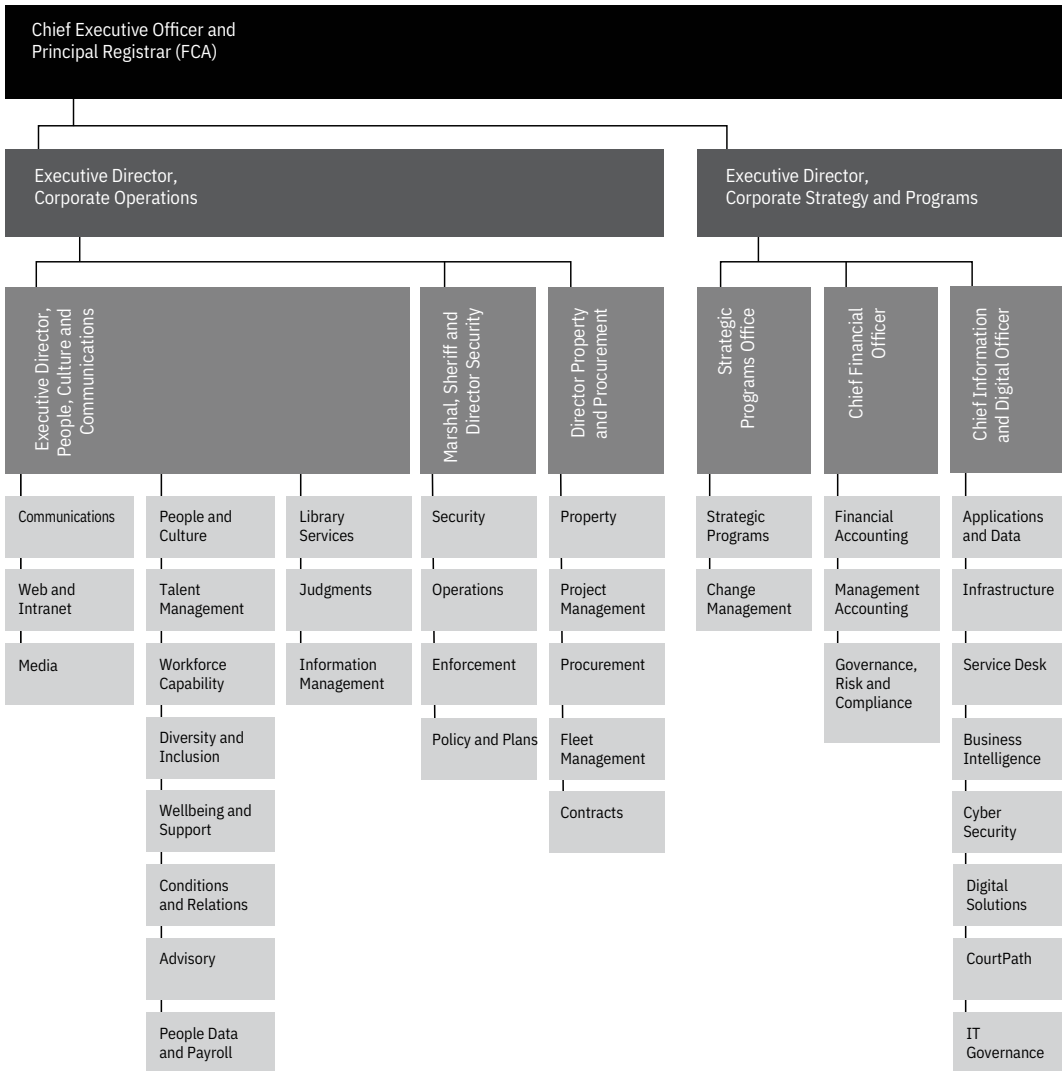 Chief Executive Officer and
Principal Registrar (FCA)
Executive Director,
Corporate Operations
Executive Director,
Corporate Strategy and Programs
Executive Director,
People, Culture and
Communications
Marshal, Sheriff and
Director Security
Director Property
and Procurement
Strategic
Programs Office
Chief Financial
Officer
Chief Information
and Digital Officer
Communications
Web and
Intranet
Media
People and
Culture
Talent
Management
Workforce
Capability
Diversity and
Inclusion
Wellbeing and
Support
Conditions
and Relations
Advisory
People Data
and Payroll
Library
Services
Judgments
Information
Management
Security
Operations
Enforcement
Policy and Plans
Property
Project
Management
Procurement
Fleet
Management
Contracts
Strategic
Programs
Change
Management
Financial
Accounting
Management
Accounting
Governance,
Risk and
Compliance
Applications
and Data
Infrastructure
Service Desk
Business
Intelligence
Cyber
Security
Digital
Solutions
CourtPath
IT
Governance